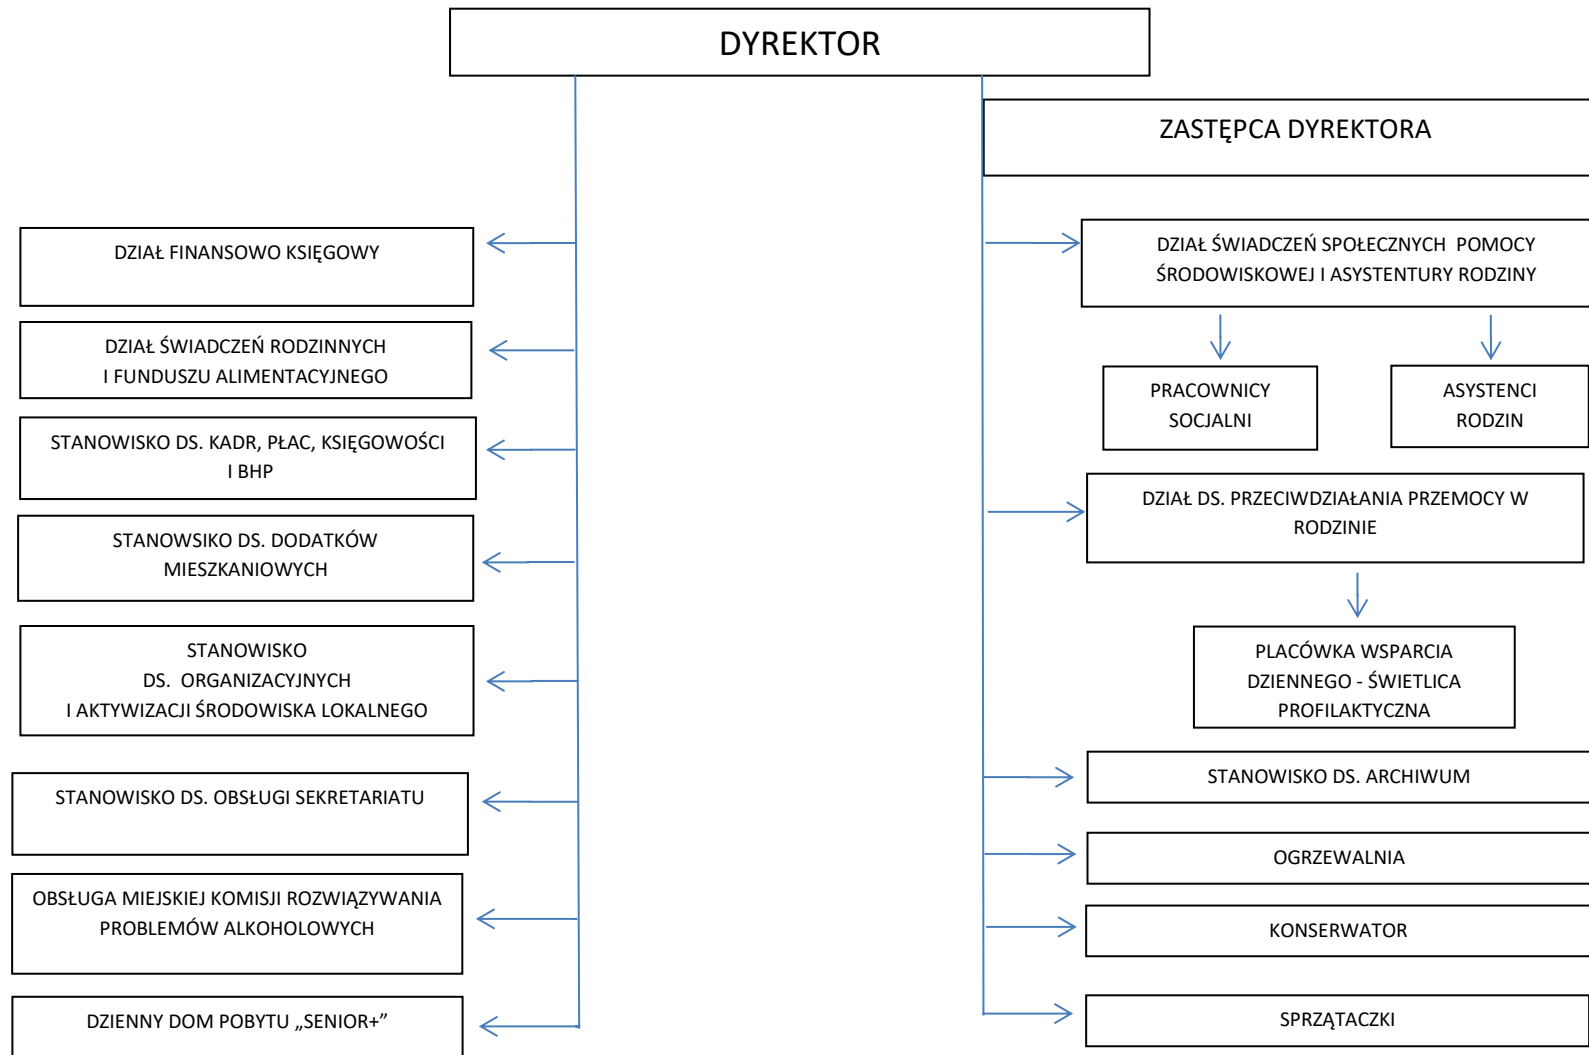 DYREKTOR
ZASTĘPCA DYREKTORA
DZIAŁ FINANSOWO KSIĘGOWY
DZIAŁ ŚWIADCZEŃ RODZINNYCH
I FUNDUSZU ALIMENTACYJNEGO
STANOWISKO DS. KADR, PŁAC, KSIĘGOWOŚCI
I BHP
STANOWSIKO DS. DODATKÓW
MIESZKANIOWYCH
STANOWISKO
DS. ORGANIZACYJNYCH
I AKTYWIZACJI ŚRODOWISKA LOKALNEGO
STANOWISKO DS. OBSŁUGI SEKRETARIATU
OBSŁUGA MIEJSKIEJ KOMISJI ROZWIĄZYWANIA
PROBLEMÓW ALKOHOLOWYCH
DZIENNY DOM POBYTU „SENIOR+”
DZIAŁ ŚWIADCZEŃ SPOŁECZNYCH POMOCY
ŚRODOWISKOWEJ I ASYSTENTURY RODZINY
PRACOWNICY
SOCJALNI
ASYSTENCI
RODZIN
DZIAŁ DS. PRZECIWDZIAŁANIA PRZEMOCY W
RODZINIE
PLACÓWKA WSPARCIA
DZIENNEGO - ŚWIETLICA
PROFILAKTYCZNA
STANOWISKO DS. ARCHIWUM
OGRZEWALNIA
KONSERWATOR
SPRZĄTACZKI